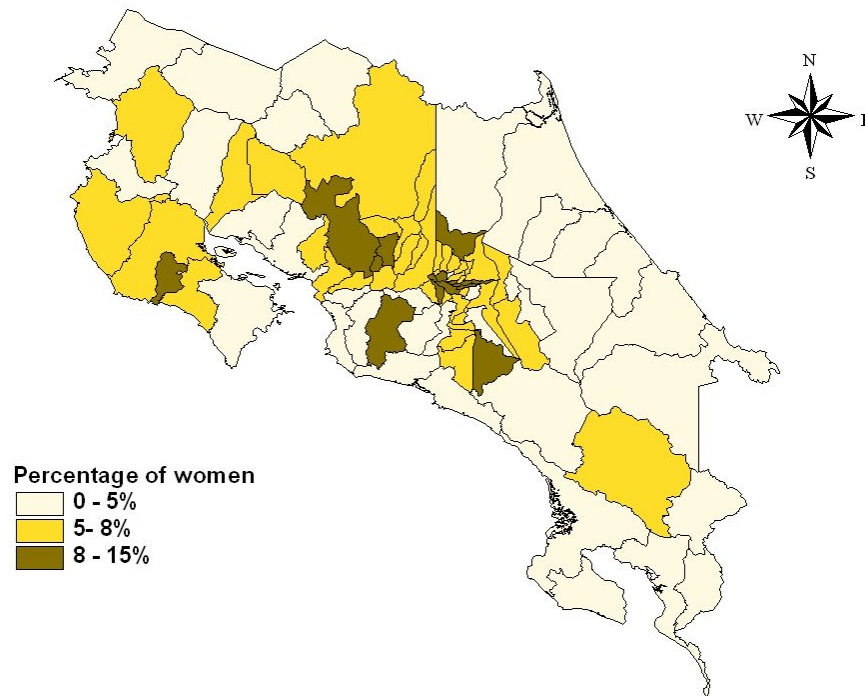 N
W
E
S
Percentage of women
0 - 5%
5- 8%
8 - 15%